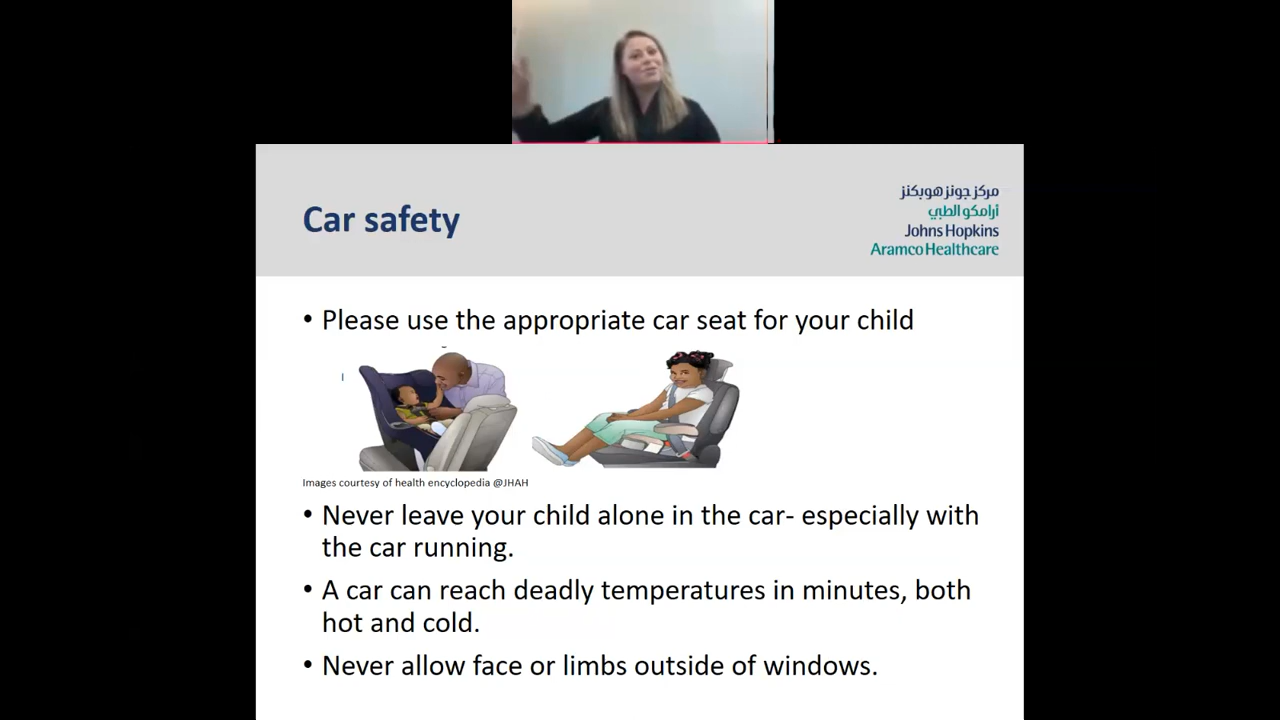 مركز جونز هوبكنز
أرامكو الطبي
Johns Hopkins
Aramco Healthcare
Car safety
• Please use the appropriate car seat for your child
Images courtesy of health encyclopedia @JHAH
• Never leave your child alone in the car- especially with
the car running.
• A car can reach deadly temperatures in minutes, both
hot and cold.
• Never allow face or limbs outside of windows.